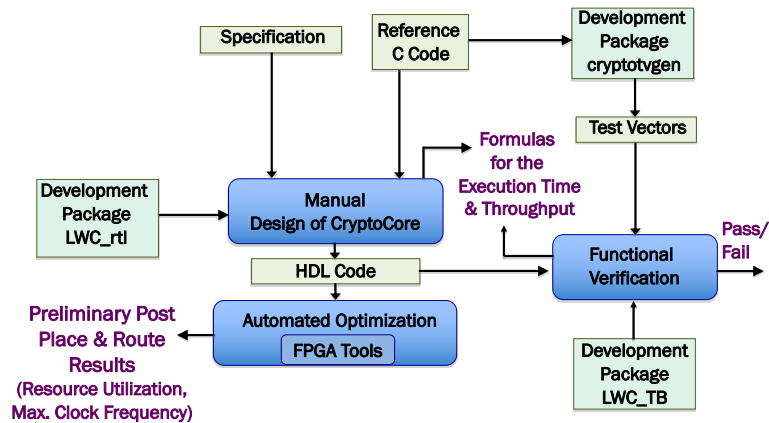 Specification
Reference
C Code
Development
Package
cryptotvgen
Test Vectors
Formulas
for the
Execution Time
& Throughput
Development
Package
LWC_rtl
Manual
Design of CryptoCore
Pass/
Fail
Functional
Verification
HDL Code
Preliminary Post
Place & Route
Results
(Resource Utilization,
Max. Clock Frequency)
Automated Optimization
FPGA Tools
Development
Package
LWC_TB